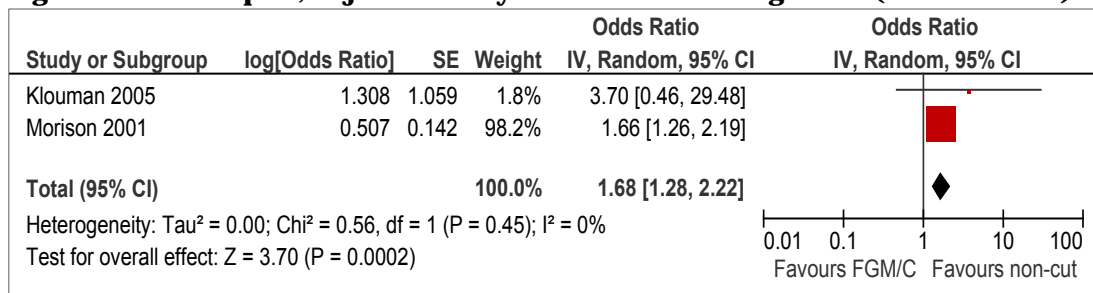 Odds Ratio Odds Ratio
Study or Subgroup log[Odds Ratio] SE Weight IV, Random, 95% CI IV, Random, 95% CI
Klouman 2005 1.308 1.059 1.8% 3.70 [0.46, 29.48]
Morison 2001 0.507 0.142 98.2% 1.66 [1.26, 2.19]
Total (95% CI) 100.0% 1.68 [1.28, 2.22]
Heterogeneity: Tau² = 0.00; Chi² = 0.56, df = 1 (P = 0.45); I² = 0%
Test for overall effect: Z = 3.70 (P = 0.0002)
0.01 0.1 1 10 100
Favours FGM/C Favours non-cut